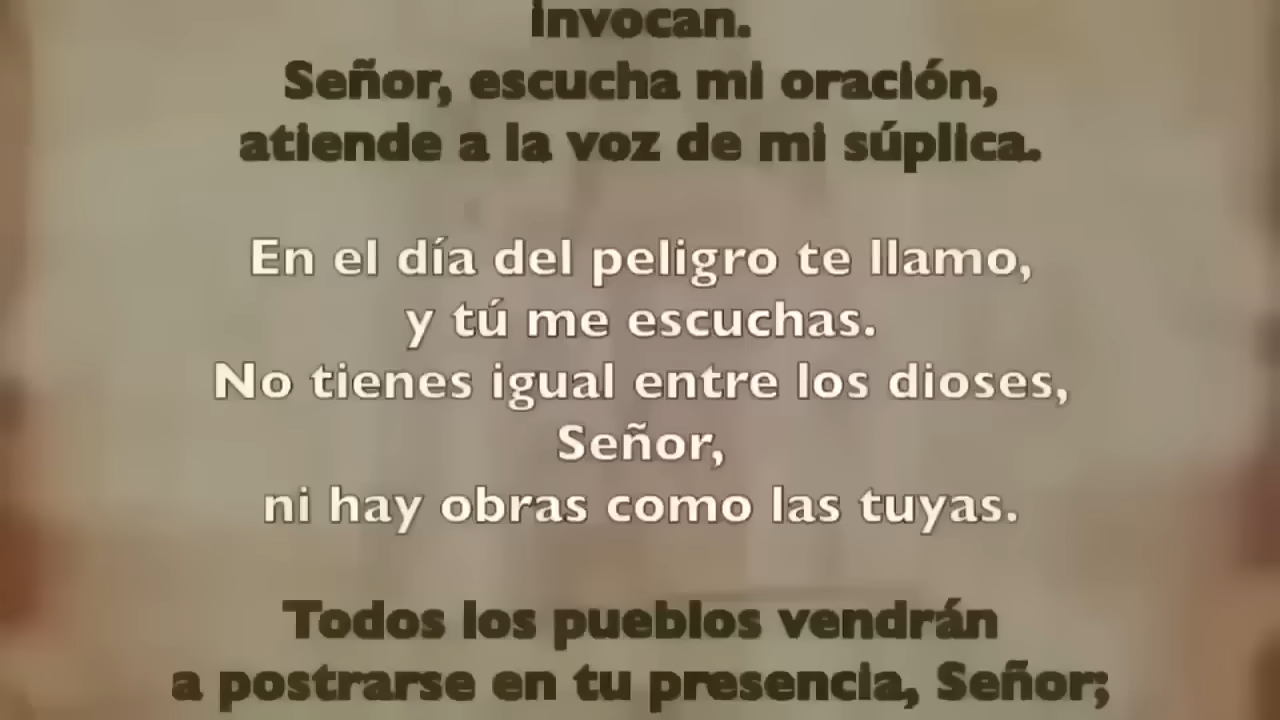 invocan.
Señor, escucha mi oración,
atiende a la voz de mi súplica.
En el día del peligro te llamo,
y tú me escuchas.
No tienes igual entre los dioses,
Señor,
ni hay obras como las tuyas.
Todos los pueblos vendrán
a postrarse en tu presencia, Señor;